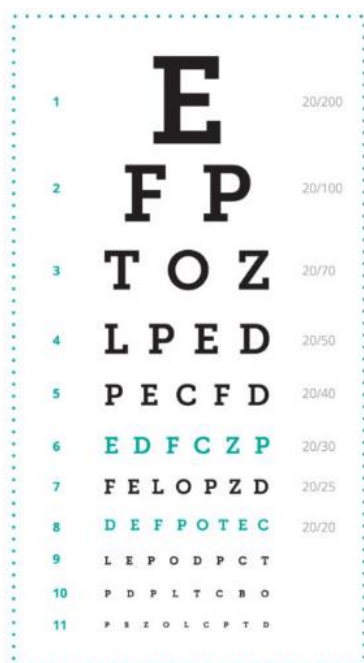 1 E 20/200
2 F P 20/100
3 T O Z 20/70
4 L P E D 20/50
5 P E C F D 20/40
6 E D F C Z P 20/30
7 F E L O P Z D 20/25
8 D E F P O T E C 20/20
9 L E P O D P C T
10 P D P L T C B O
11 P S Z O L C P T D